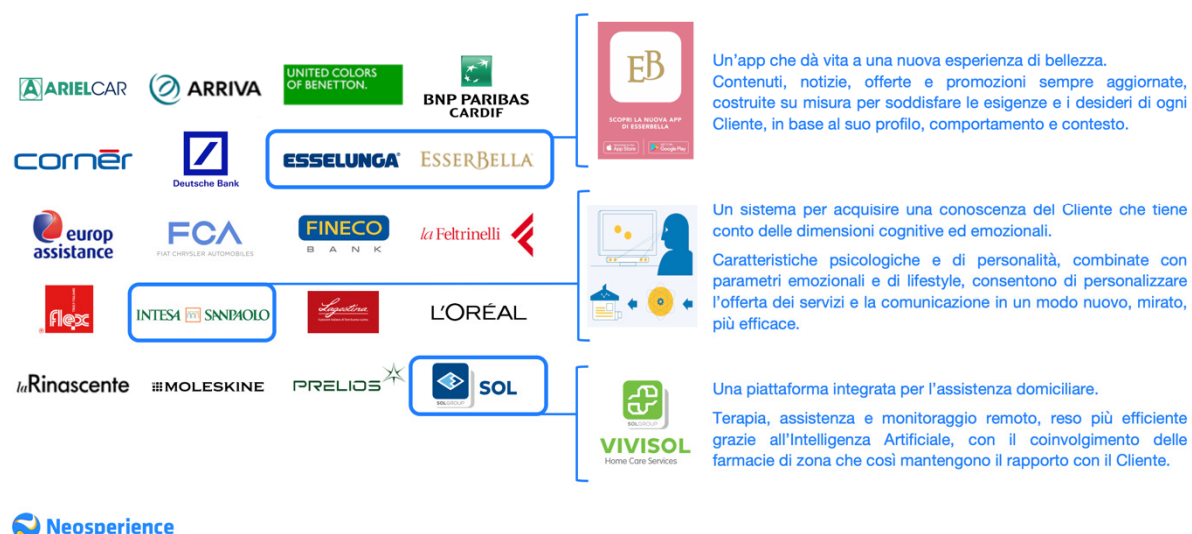 ARIELCAR
ARRIVA
UNITED COLORS
OF BENETTON.
BNP PARIBAS
CARDIF
cornèr
Deutsche Bank
ESSELUNGA®
ESSERBELLA
europ
assistance
FCA
FIAT CHRYSLER AUTOMOBILES
FINECO
BANK
la Feltrinelli
flex
®
INTESA SANPAOLO
Lagostina
L'ORÉAL
laRinascente
MOLESKINE
PRELIOS
SOLGROUP
SOL
EB
SCOPRI LA NUOVA APP
DI ESSERBELLA
App Store
Google Play
Un’app che dà vita a una nuova esperienza di bellezza.
Contenuti, notizie, offerte e promozioni sempre aggiornate,
costruite su misura per soddisfare le esigenze e i desideri di ogni
Cliente, in base al suo profilo, comportamento e contesto.
Un sistema per acquisire una conoscenza del Cliente che tiene
conto delle dimensioni cognitive ed emozionali.
Caratteristiche psicologiche e di personalità, combinate con
parametri emozionali e di lifestyle, consentono di personalizzare
l’offerta dei servizi e la comunicazione in un modo nuovo, mirato,
più efficace.
SOLGROUP
VIVISOL
Home Care Services
Una piattaforma integrata per l’assistenza domiciliare.
Terapia, assistenza e monitoraggio remoto, reso più efficiente
grazie all’Intelligenza Artificiale, con il coinvolgimento delle
farmacie di zona che così mantengono il rapporto con il Cliente.
Neosperience